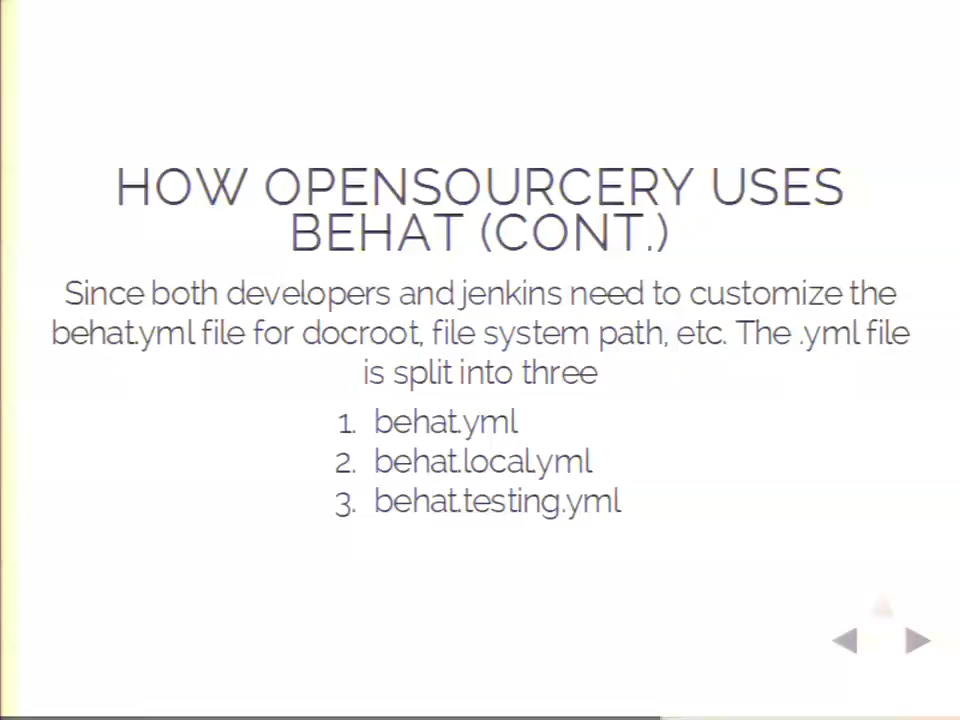 HOW OPENSOURCERY USES
BEHAT (CONT.)
Since both developers and jenkins need to customize the
behat.yml file for docroot, file system path, etc. The .yml file
is split into three
1. behat.yml
2. behat.local.yml
3. behat.testing.yml